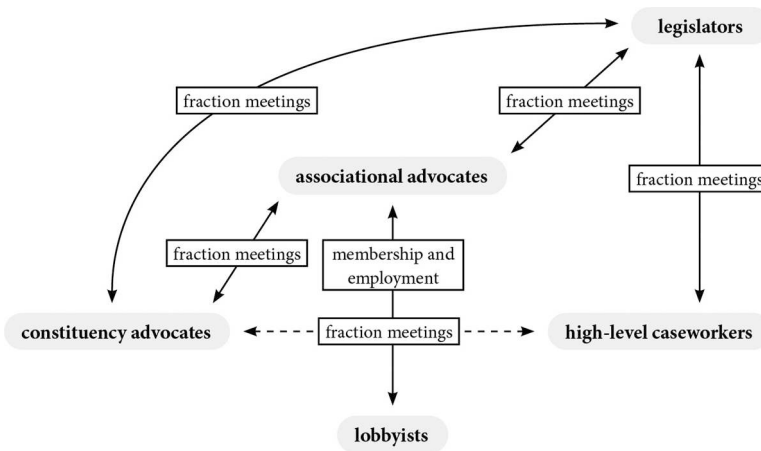 legislators
fraction meetings
fraction meetings
associational advocates
fraction meetings
fraction meetings
membership and
employment
constituency advocates
fraction meetings
high-level caseworkers
lobbyists